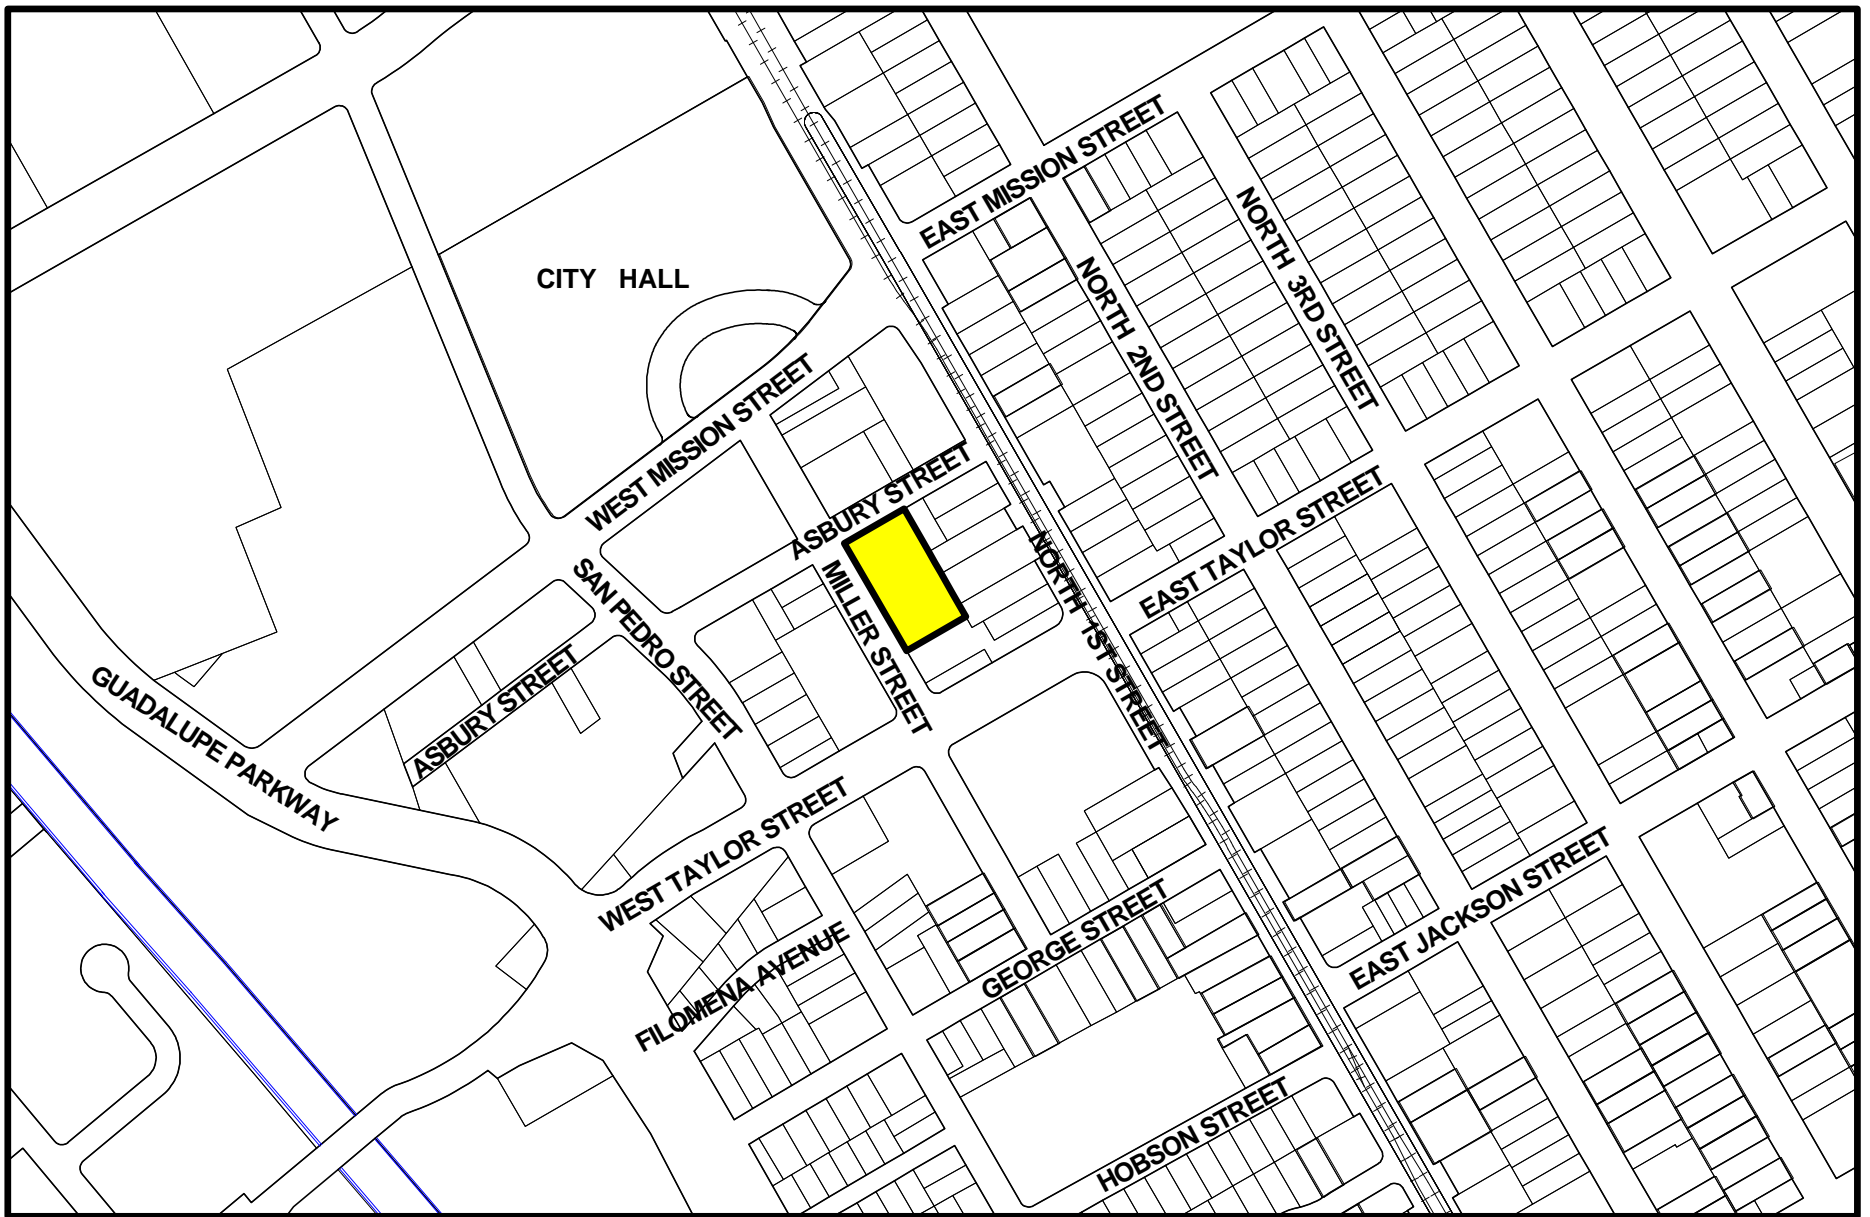 EAST MISSION STREET
NORTH 3RD STREET
CITY HALL
NORTH 2ND STREET
WEST MISSION STREET
ASBURY STREET
EAST TAYLOR STREET
NORTH 1ST STREET
SAN PEDRO STREET
MILLER STREET
ASBURY STREET
GUADALUPE PARKWAY
WEST TAYLOR STREET
EAST JACKSON STREET
GEORGE STREET
FILOMENA AVENUE
HOBSON STREET